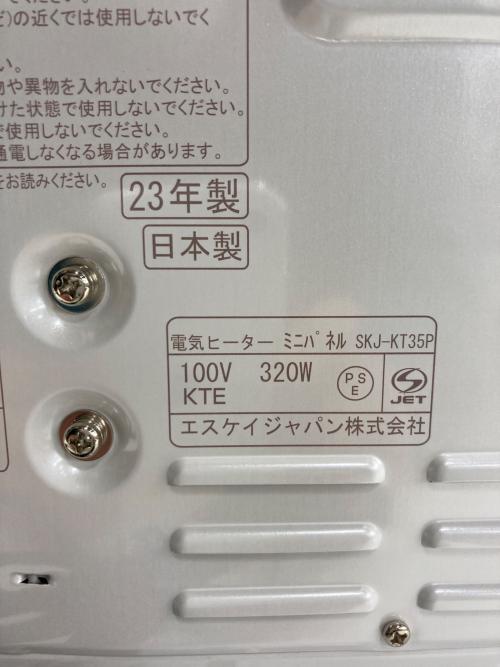 の近くでは使用しないでく
や異物を入れないでください。
けた状態で使用しないでください。
使用しないでください。
通電しなくなる場合があります。
をお読みください。
23年製
日本製
電気ヒーター ミニパネル SKJ-KT35P
100V 320W
KTE
PS
E
JET
エスケイジャパン株式会社